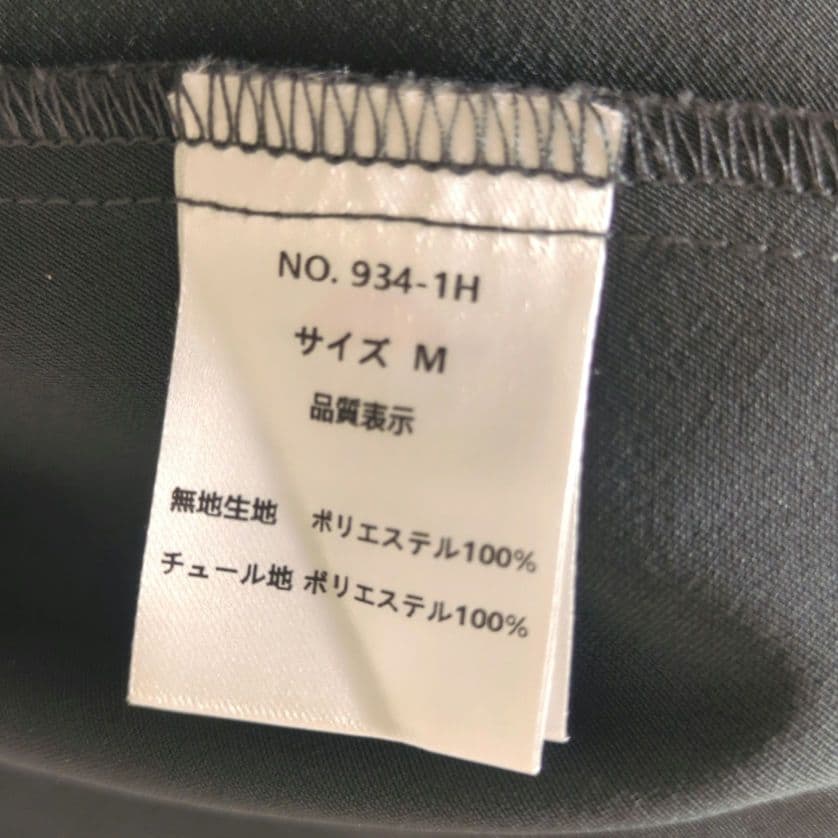 NO. 934-1H
サイズ M
品質表示
無地生地 ポリエステル100%
チュール地 ポリエステル100%